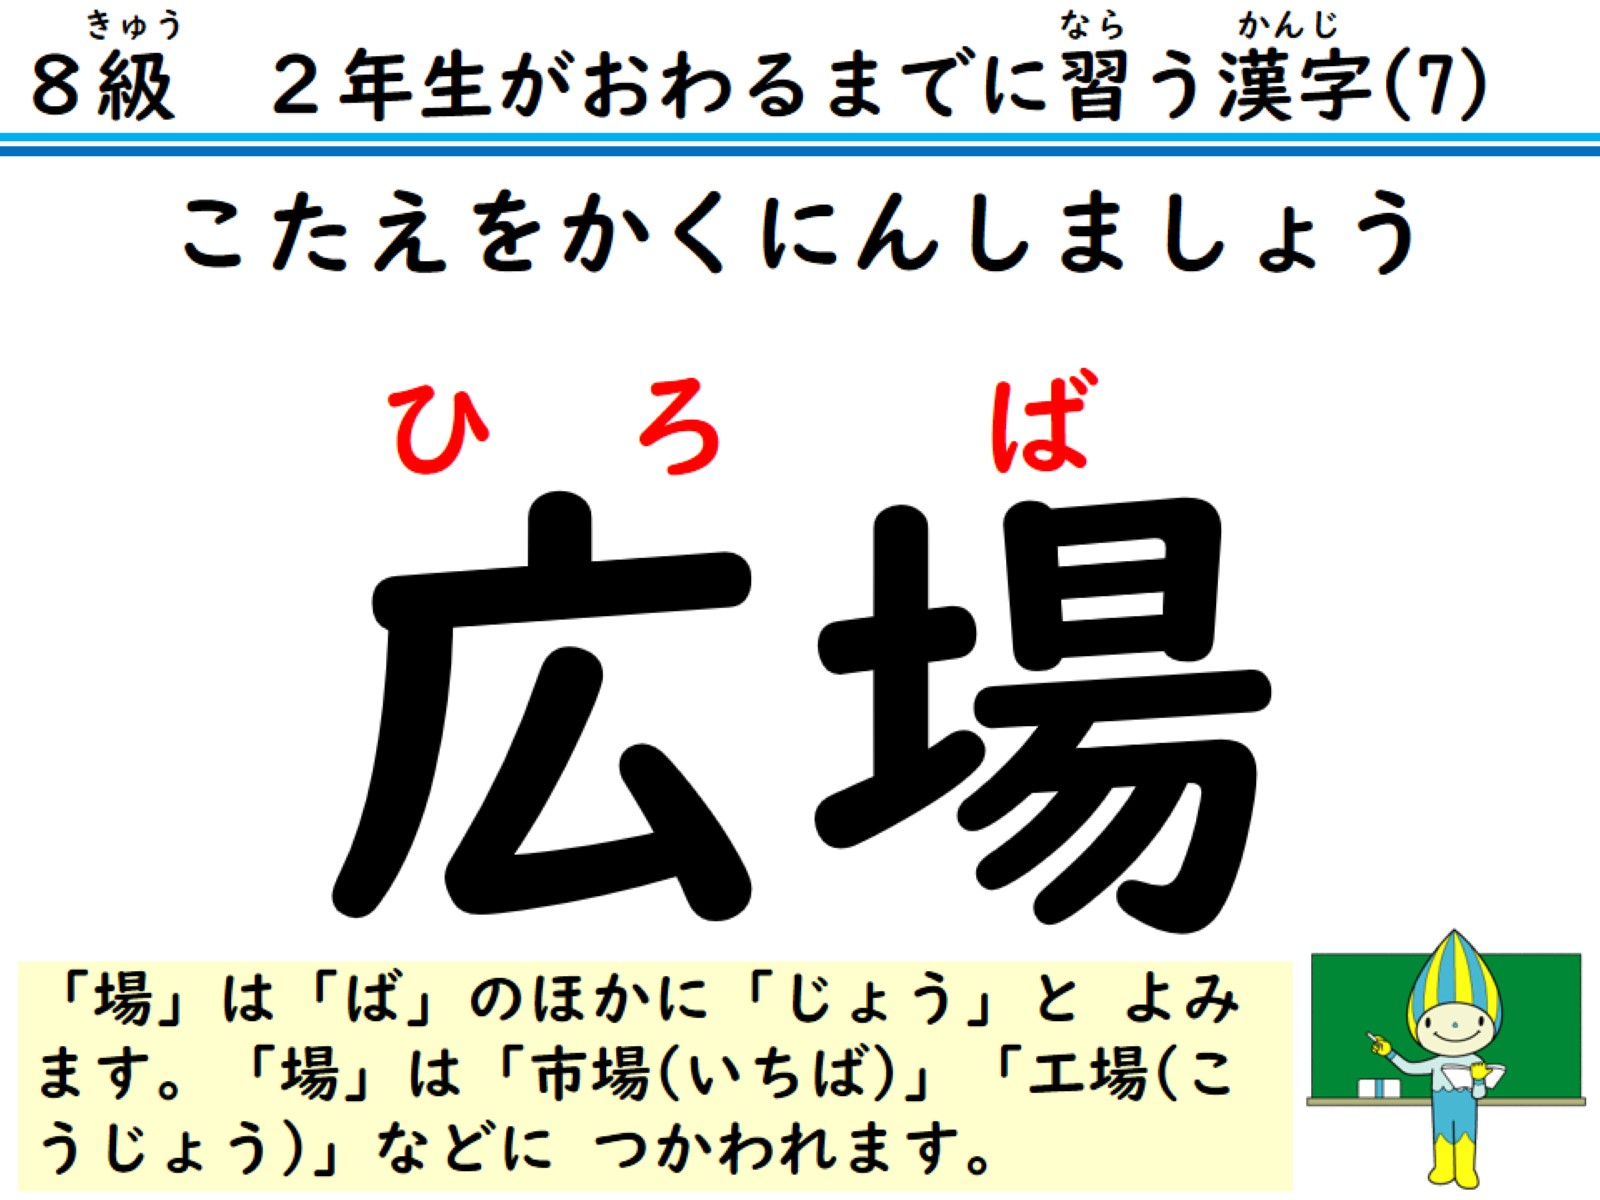 きゅう なら かんじ
８級　２年生がおわるまでに習う漢字(7)
こたえをかくにんしましょう
ひろ ば
広場
「場」は「ば」のほかに「じょう」と よみ
ます。「場」は「市場(いちば)」「工場(こ
うじょう)」などに つかわれます。